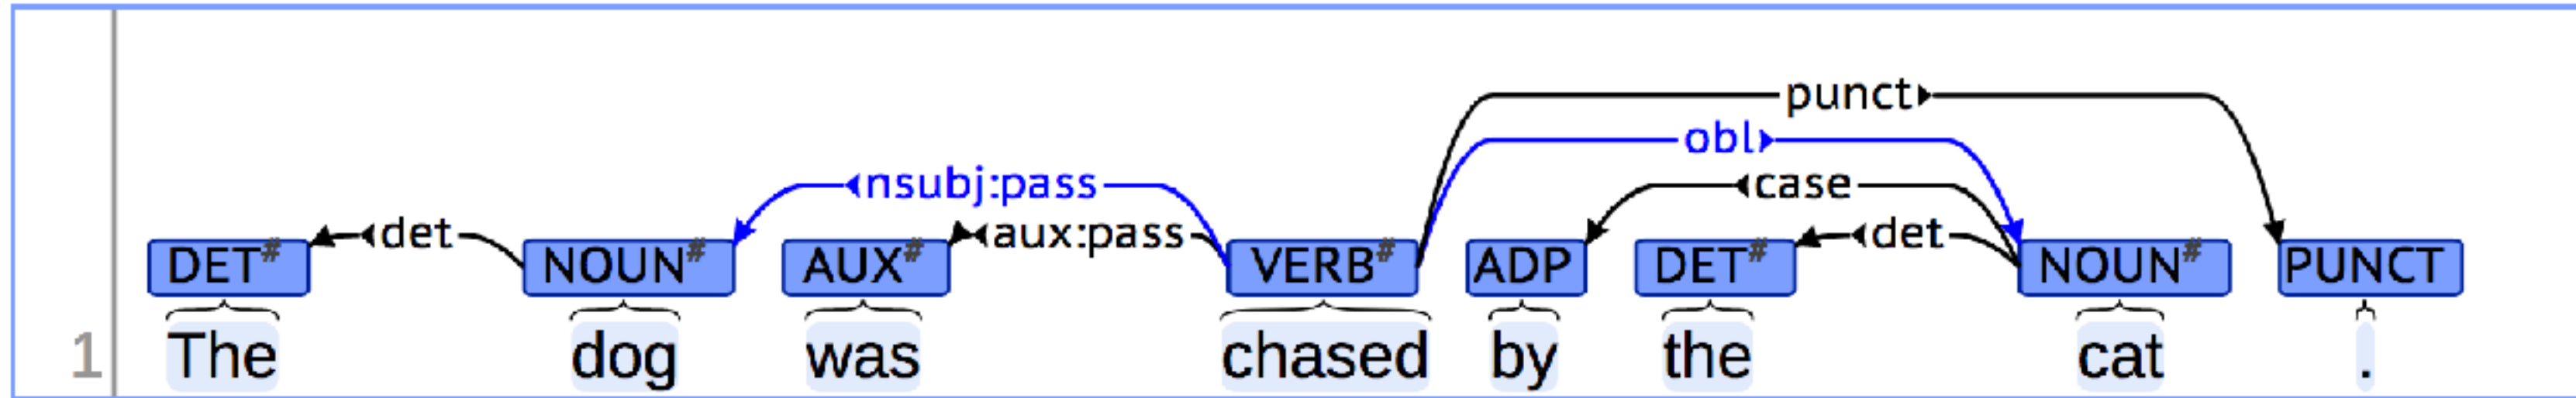 punct
obl
nsubj:pass case
det aux:pass det
DET# NOUN# AUX# VERB# ADP DET# NOUN# PUNCT
1 The dog was chased by the cat .